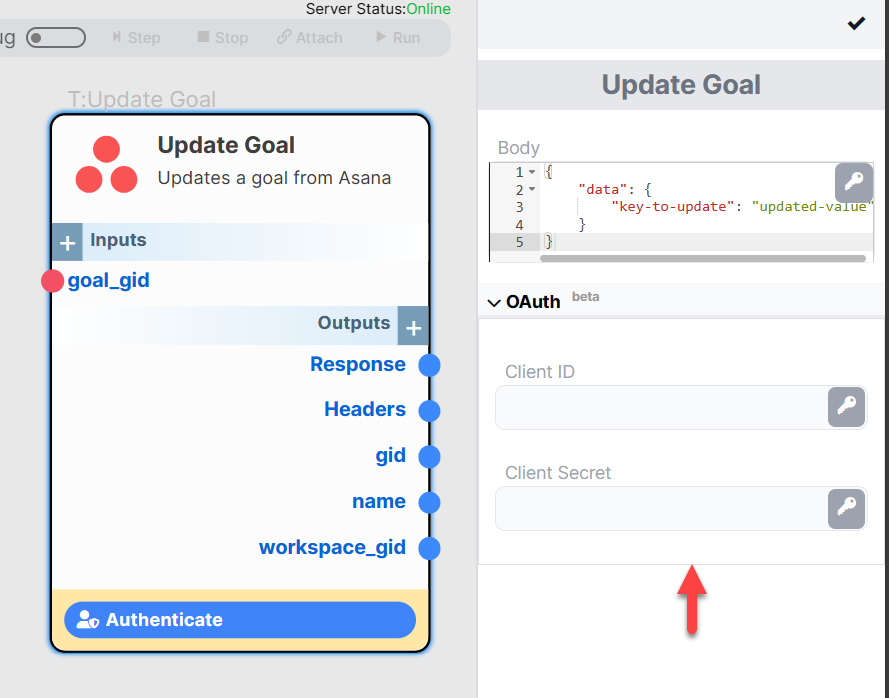 Server Status:Online
ug Step Stop Attach Run
T:Update Goal
Update Goal
Updates a goal from Asana
+ Inputs
goal_gid
Outputs +
Response
Headers
gid
name
workspace_gid
Authenticate
Update Goal
Body
1 {
2 "data": {
3 "key-to-update": "updated-value"
4 }
5 }
OAuth beta
Client ID
Client Secret